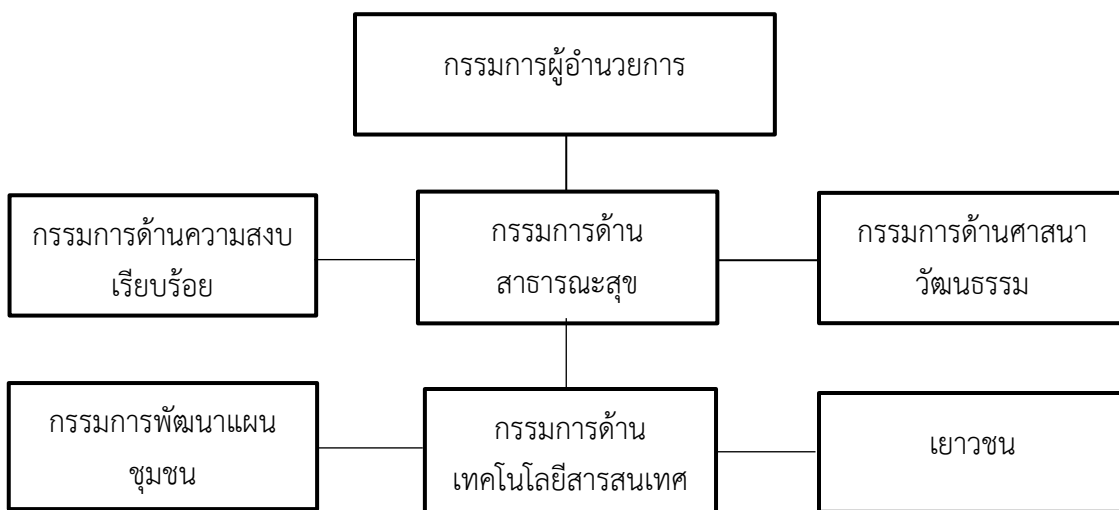 กรรมการผู้อำนวยการ
กรรมการด้านความสงบ
เรียบร้อย
กรรมการด้าน
สาธารณะสุข
กรรมการด้านศาสนา
วัฒนธรรม
กรรมการพัฒนาแผน
ชุมชน
กรรมการด้าน
เทคโนโลยีสารสนเทศ
เยาวชน